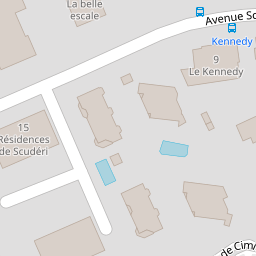 La belle
escale
Avenue Sc
Kennedy
9
Le Kennedy
15
Résidences
de Scudéri
de Cim